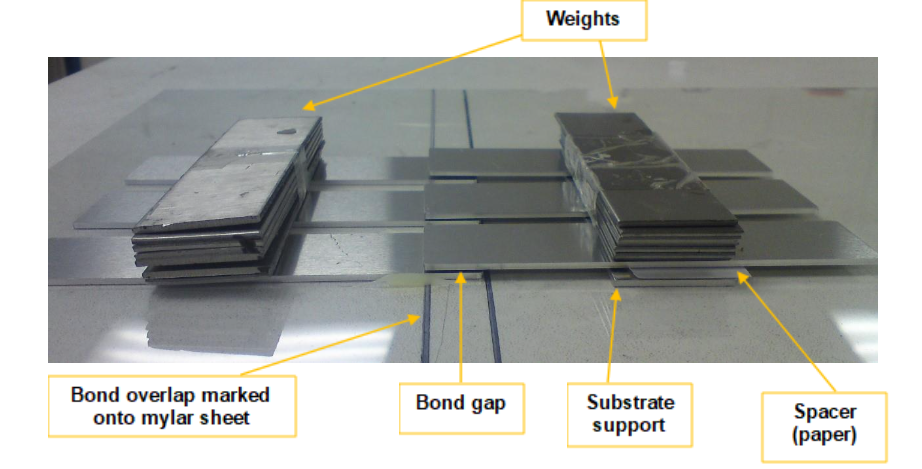 Weights
Bond overlap marked
onto mylar sheet
Bond gap
Substrate
support
Spacer
(paper)